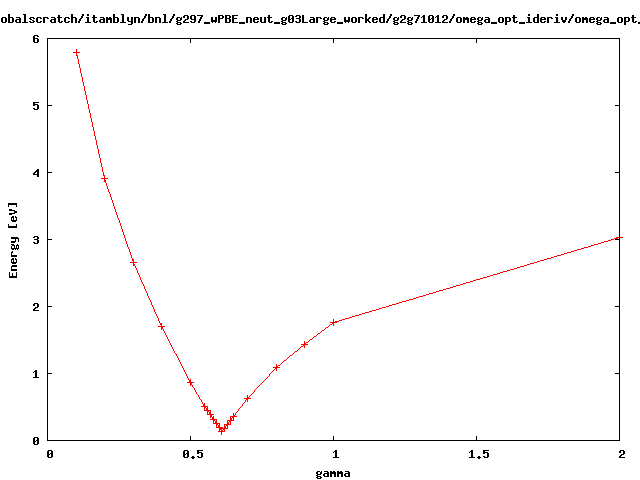 obalscratch/itamblyn/bnl/g297_wPBE_neut_g03Large_worked/g2g71012/omega_opt_ideriv/omega_opt_
6
5
4
3
2
1
0
Energy [eV]
0 0.5 1 1.5 2
gamma